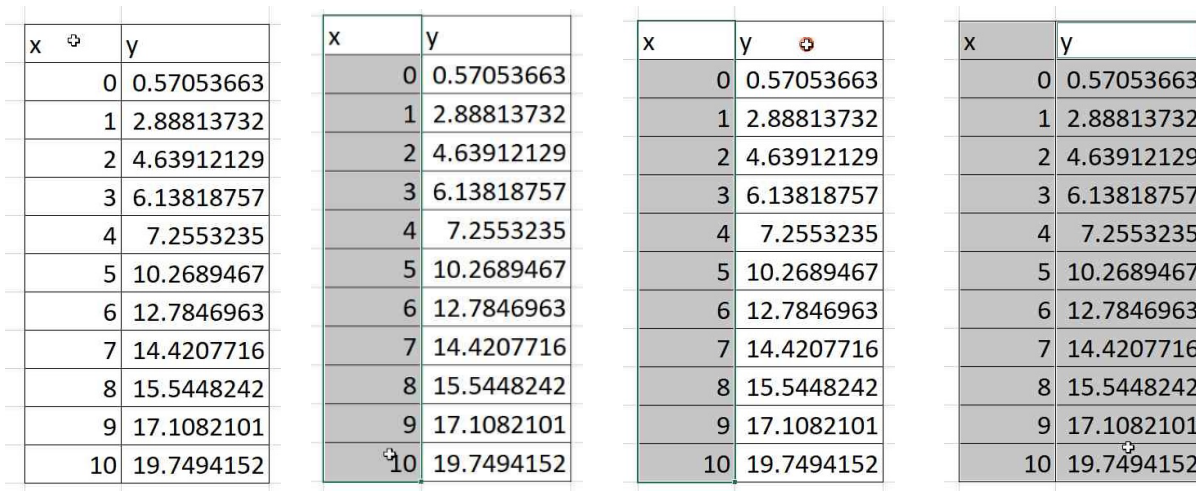 x y x y x y x y
0 0.57053663 0 0.57053663 0 0.57053663 0 0.57053663
1 2.88813732 1 2.88813732 1 2.88813732 1 2.88813732
2 4.63912129 2 4.63912129 2 4.63912129 2 4.63912129
3 6.13818757 3 6.13818757 3 6.13818757 3 6.13818757
4 7.2553235 4 7.2553235 4 7.2553235 4 7.2553235
5 10.2689467 5 10.2689467 5 10.2689467 5 10.2689467
6 12.7846963 6 12.7846963 6 12.7846963 6 12.7846963
7 14.4207716 7 14.4207716 7 14.4207716 7 14.4207716
8 15.5448242 8 15.5448242 8 15.5448242 8 15.5448242
9 17.1082101 9 17.1082101 9 17.1082101 9 17.1082101
10 19.7494152 10 19.7494152 10 19.7494152 10 19.7494152